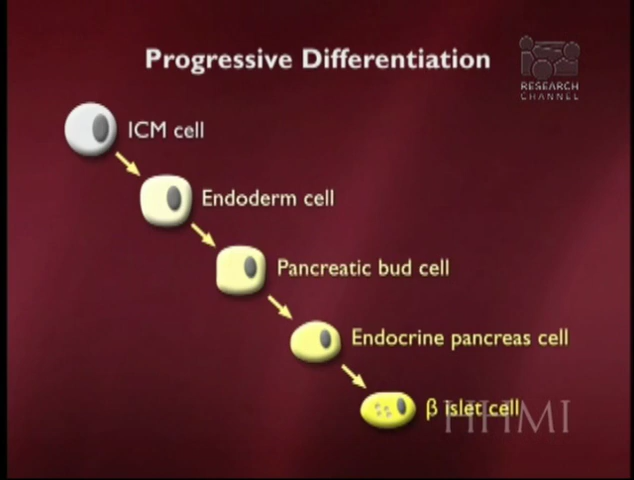 Progressive Differentiation
RESEARCH
CHANNEL
ICM cell
Endoderm cell
Pancreatic bud cell
Endocrine pancreas cell
β islet cell
HHMI